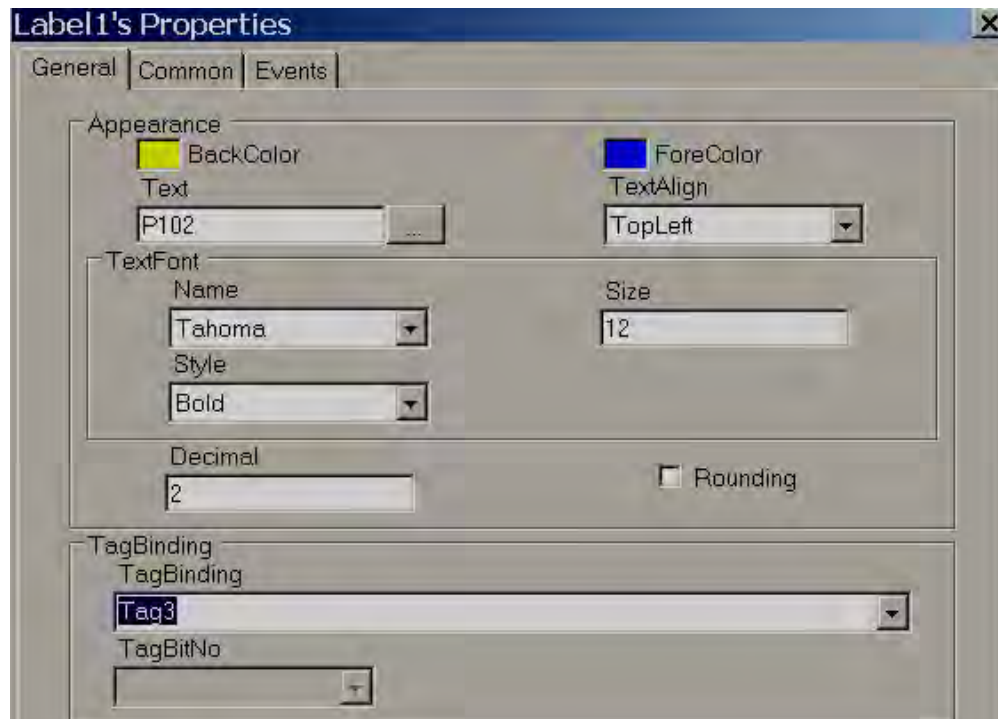 Label1's Properties
General Common Events
Appearance
BackColor ForeColor
Text TextAlign
P102 ... TopLeft
TextFont
Name Size
Tahoma 12
Style
Bold
Decimal
2 Rounding
TagBinding
TagBinding
Tag3
TagBitNo